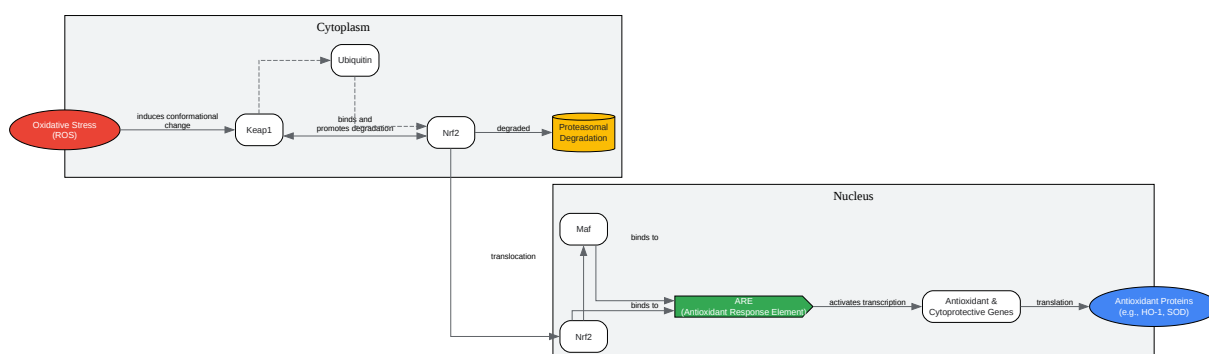 Cytoplasm
Ubiquitin
Oxidative Stress
(ROS)
induces conformational
change
Keap1
binds and
promotes degradation
Nrf2
degraded
Proteasomal
Degradation
Nucleus
Maf
binds to
translocation
binds to
Nrf2
ARE
(Antioxidant Response Element)
activates transcription
Antioxidant &
Cytoprotective Genes
translation
Antioxidant Proteins
(e.g., HO-1, SOD)